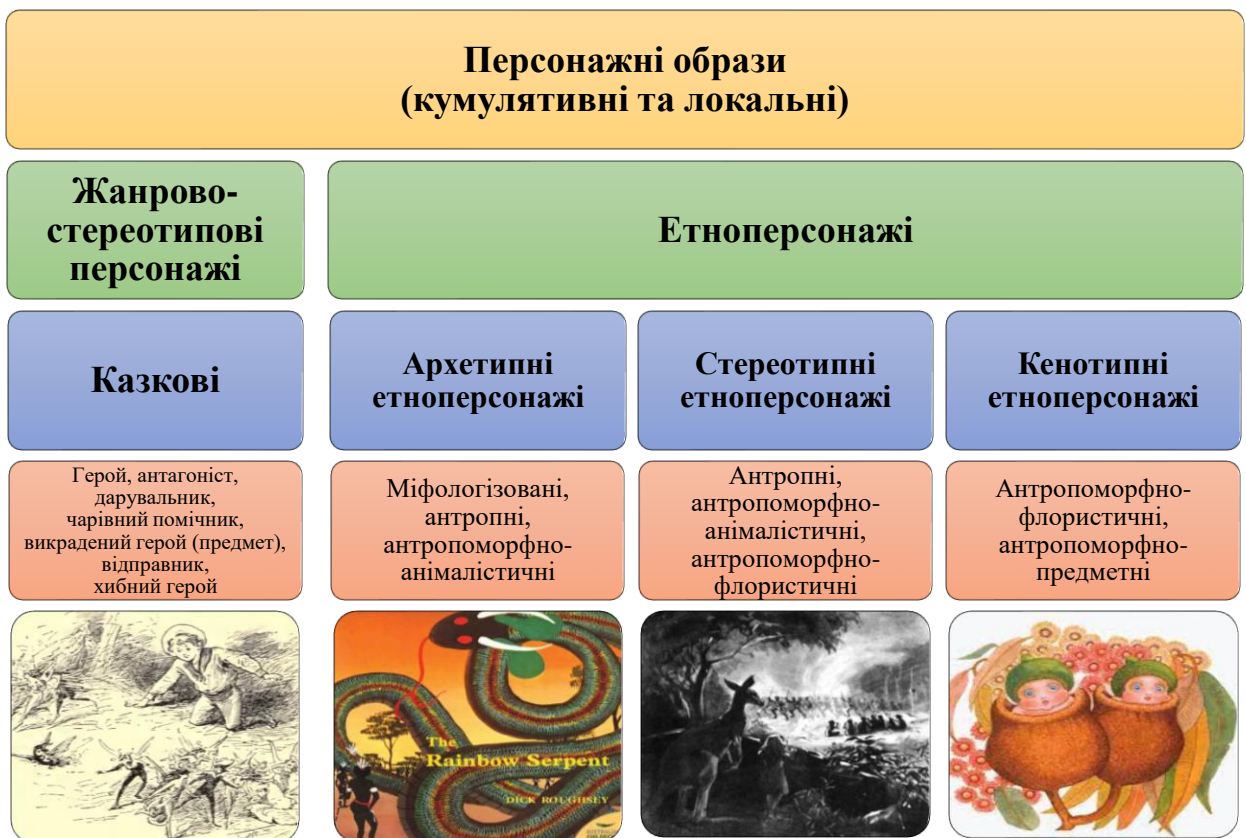 Персонажні образи
(кумулятивні та локальні)
Жанрово-
стереотипові
персонажі
Етноперсонажі
Казкові
Архетипні
етноперсонажі
Стереотипні
етноперсонажі
Кенотипні
етноперсонажі
Герой, антагоніст,
дарувальник,
чарівний помічник,
викрадений герой (предмет),
відправник,
хибний герой
Міфологізовані,
антропні,
антропоморфно-
анімалістичні
Антропні,
антропоморфно-
анімалістичні,
антропоморфно-
флористичні
Антропоморфно-
флористичні,
антропоморфно-
предметні
The
Rainbow Serpent
DICK ROUGHSEY